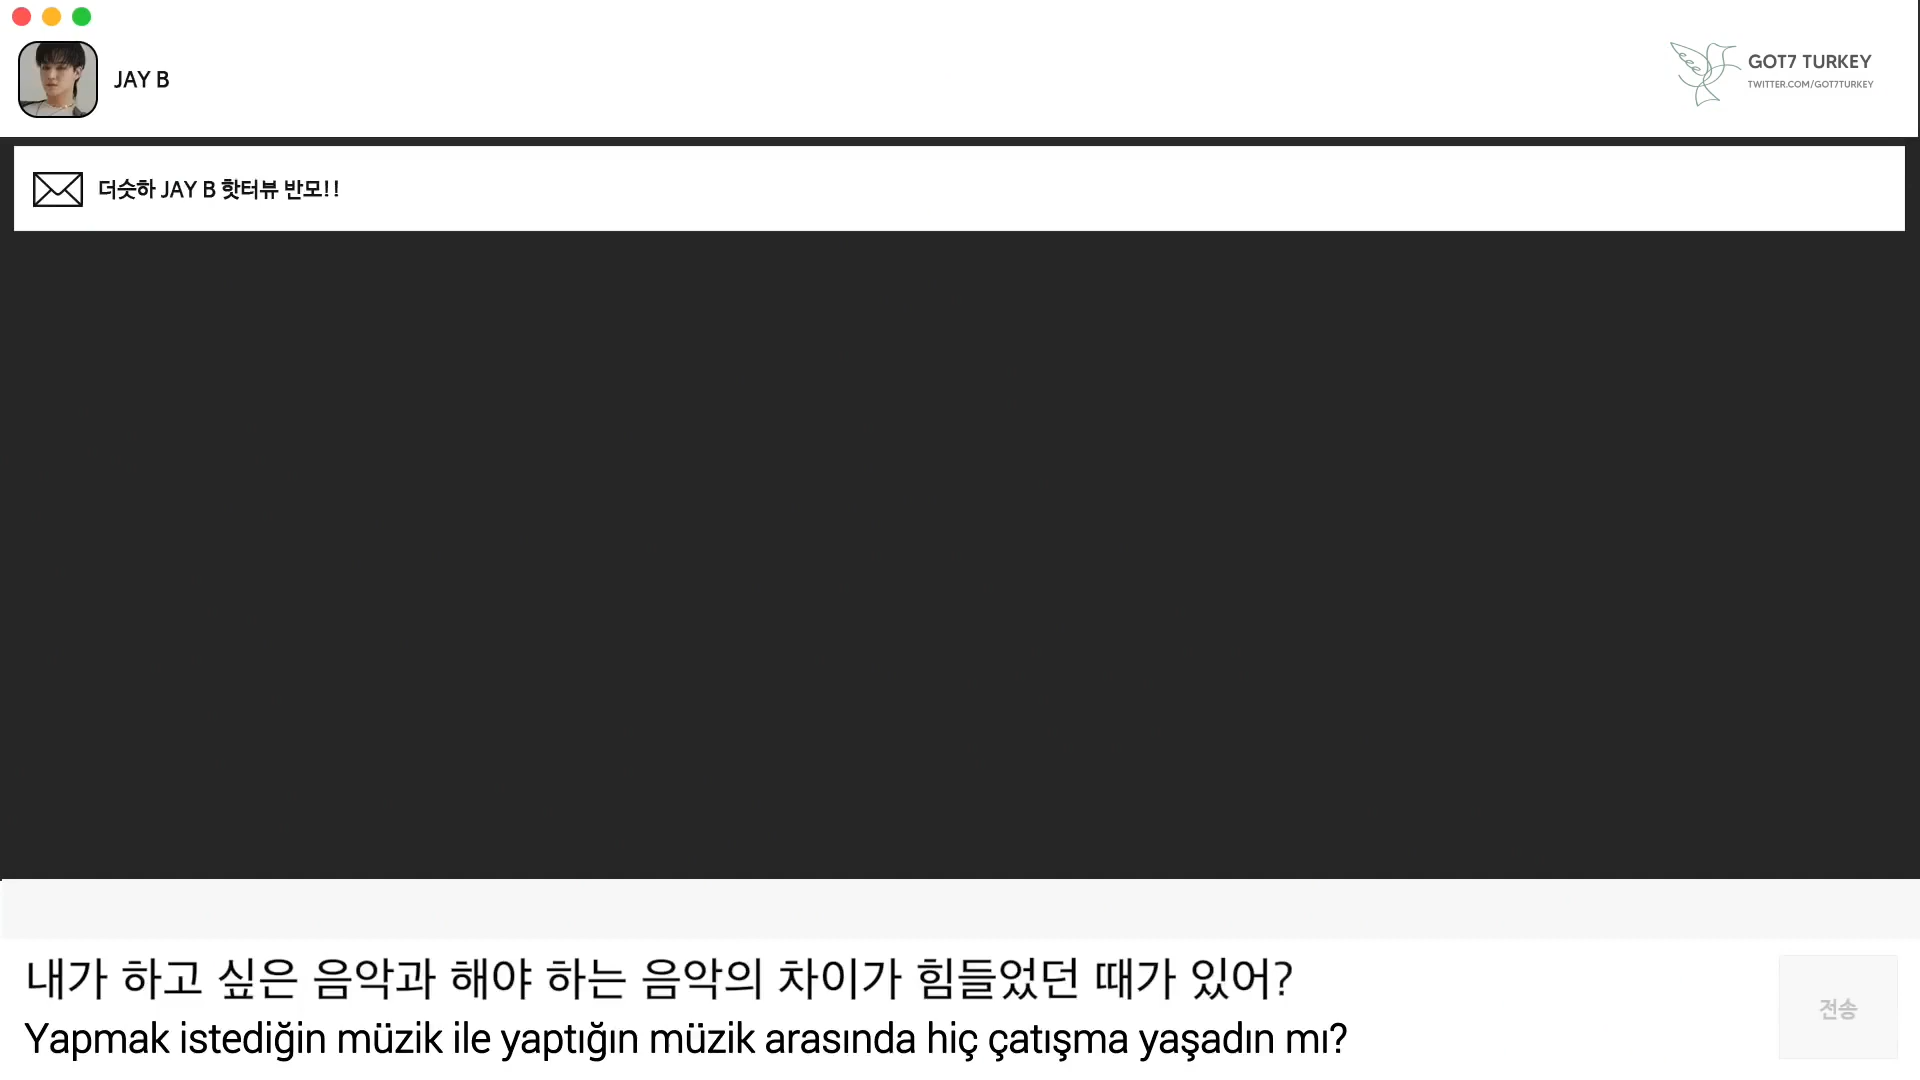 JAY B
GOT7 TURKEY
TWITTER.COM/GOT7TURKEY
더슷하 JAY B 핫터뷰 반모!!
내가 하고 싶은 음악과 해야 하는 음악의 차이가 힘들었던 때가 있어?
Yapmak istediğin müzik ile yaptığın müzik arasında hiç çatışma yaşadın mı?
전송